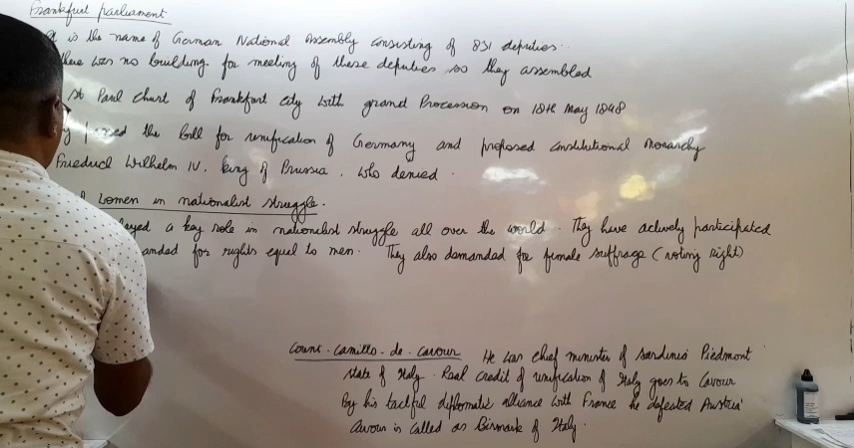 Frankfurt parliament
It is the name of German National Assembly consisting of 831 deputies.
there was no building for meeting of these deputies so they assembled
St Paul Church of Frankfurt city with grand Procession on 18th May 1848
passed the bill for reunification of Germany and proposed constitutional monarchy
Friedrich Wilhelm IV. king of Prussia. who denied.
Women in nationalist struggle.
played a key role in nationalist struggle all over the world. They have actively participated
anded for rights equal to men. They also demanded for female suffrage (voting right)
Count-Camillo-de-Cavour He was chief minister of Sardinia Piedmont
State of Italy. Real credit of unification of Italy goes to Cavour
By his tactful diplomatic alliance with France he defeated Austria
Cavour is called as Bismark of Italy.